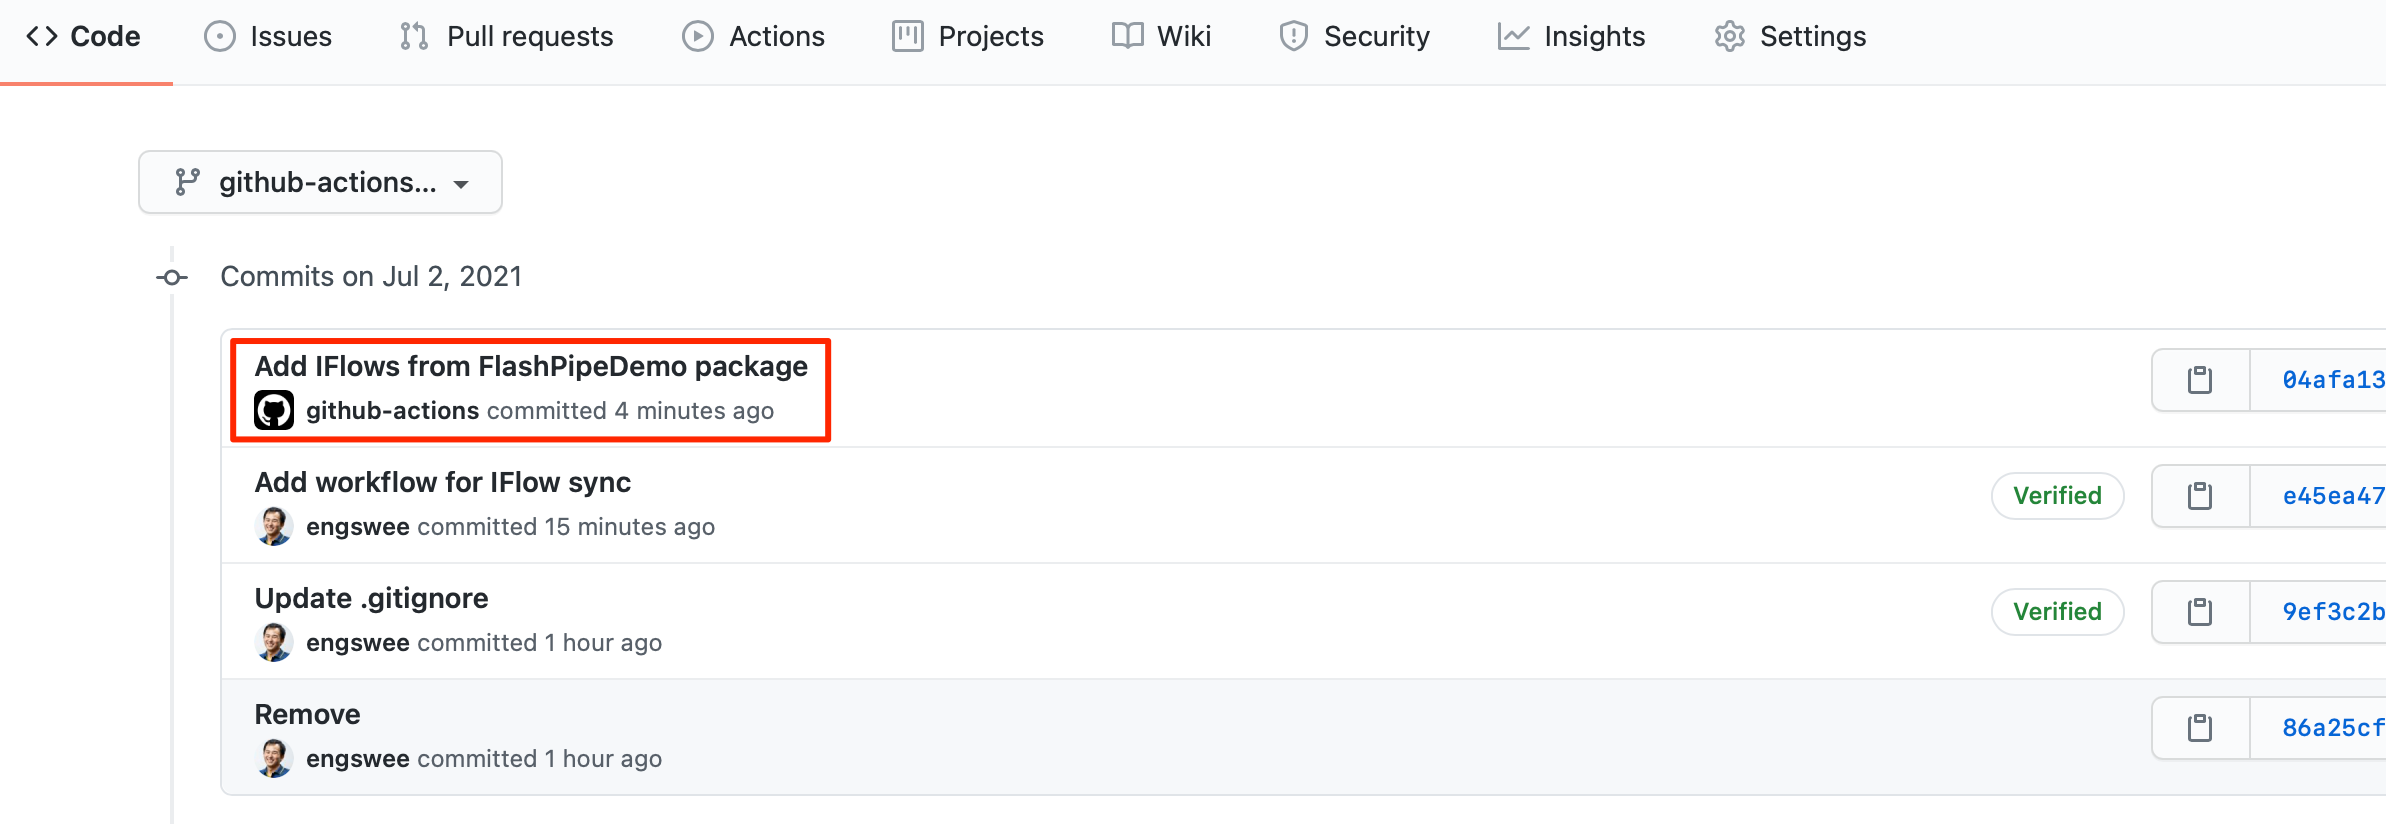 Code Issues Pull requests Actions Projects Wiki Security Insights Settings
github-actions...
Commits on Jul 2, 2021
Add IFlows from FlashPipeDemo package
github-actions committed 4 minutes ago
04afa13
Add workflow for IFlow sync
engswee committed 15 minutes ago
Verified
e45ea47
Update .gitignore
engswee committed 1 hour ago
Verified
9ef3c2b
Remove
engswee committed 1 hour ago
86a25cf